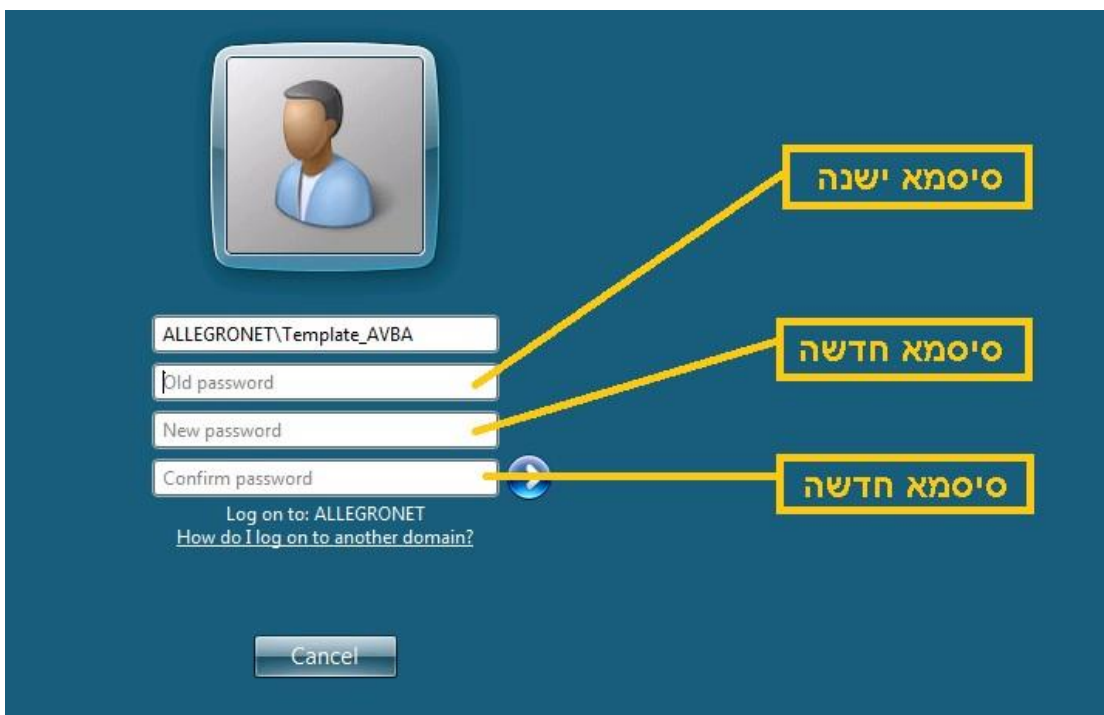 סיסמא ישנה
ALLEGRONET\Template_AVBA
סיסמא חדשה
Old password
New password
Confirm password
סיסמא חדשה
Log on to: ALLEGRONET
How do I log on to another domain?
Cancel